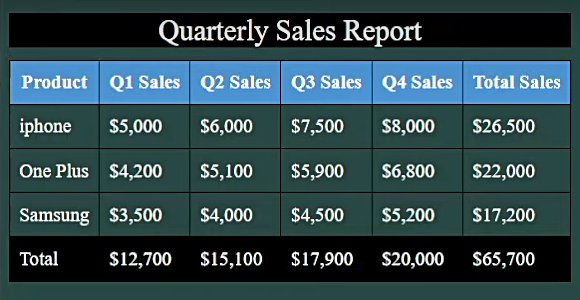 Quarterly Sales Report
Product Q1 Sales Q2 Sales Q3 Sales Q4 Sales Total Sales
iphone $5,000 $6,000 $7,500 $8,000 $26,500
One Plus $4,200 $5,100 $5,900 $6,800 $22,000
Samsung $3,500 $4,000 $4,500 $5,200 $17,200
Total $12,700 $15,100 $17,900 $20,000 $65,700